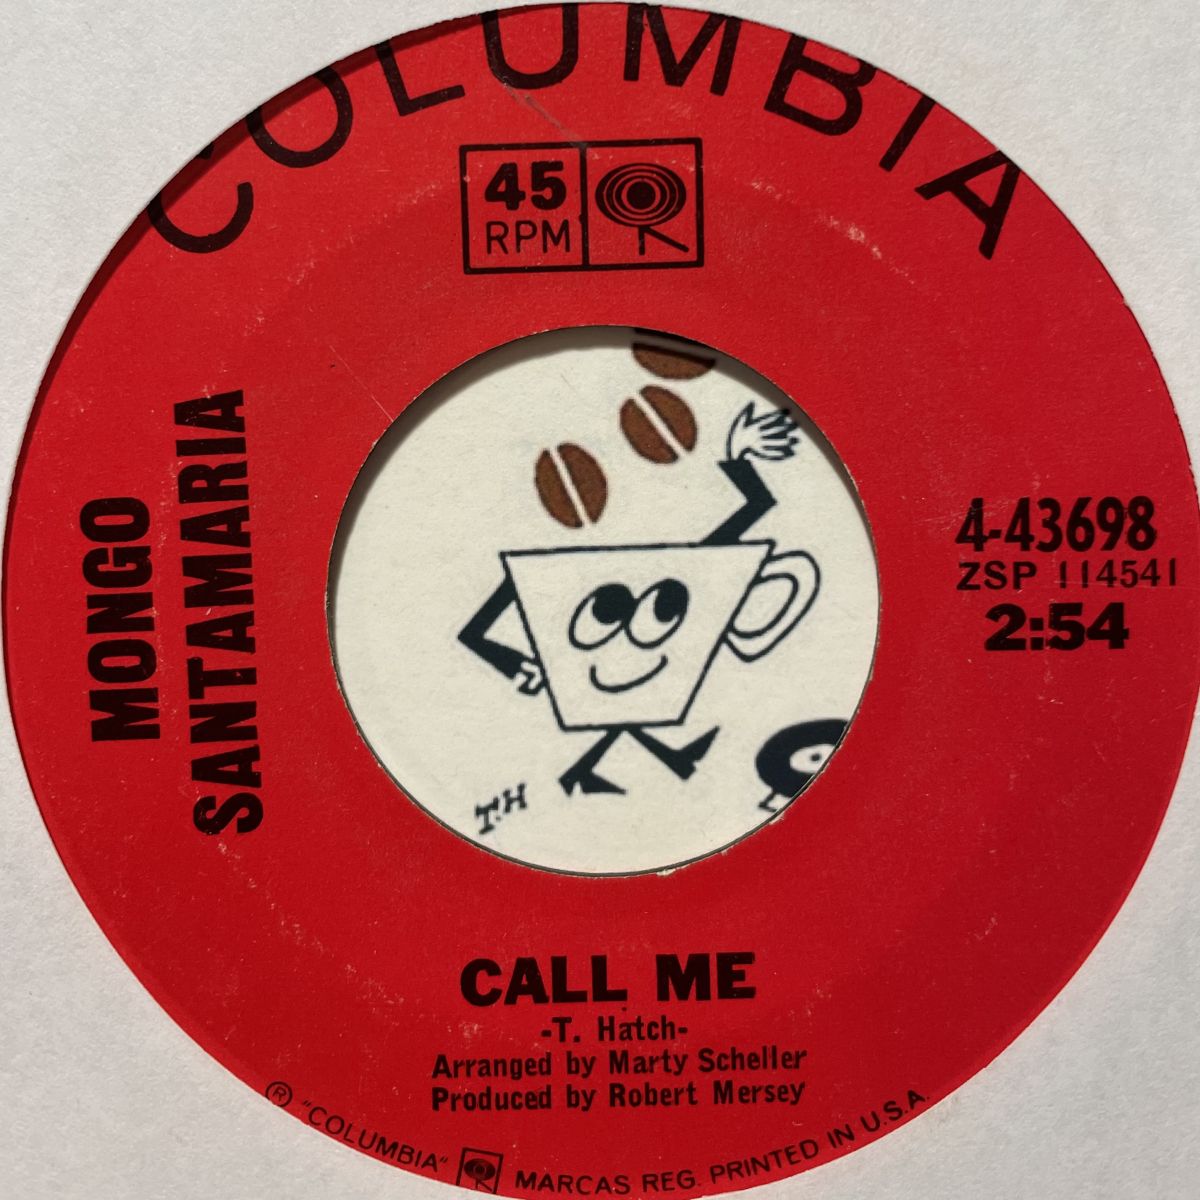 COLUMBIA
45
RPM
MONGO
SANTAMARIA
4-43698
ZSP 114541
2:54
T.H
CALL ME
-T. Hatch-
Arranged by Marty Scheller
Produced by Robert Mersey
® "COLUMBIA" MARCAS REG. PRINTED IN U.S.A.